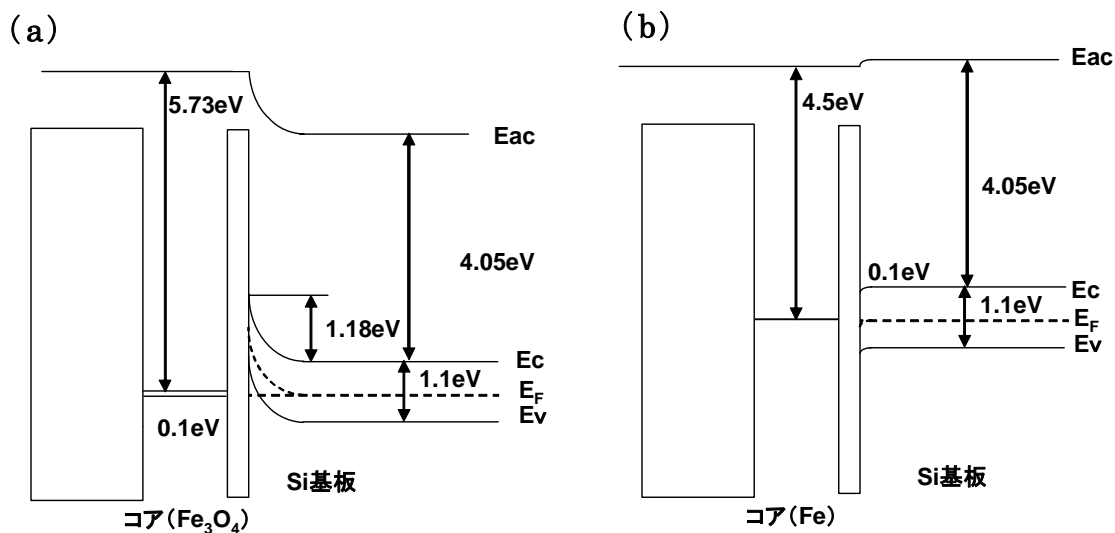 (a)
5.73eV
Eac
4.05eV
1.18eV
Ec
1.1eV
EF
Ev
0.1eV
Si基板
コア(Fe3O4)
(b)
Eac
4.5eV
4.05eV
0.1eV
Ec
1.1eV
EF
Ev
Si基板
コア(Fe)